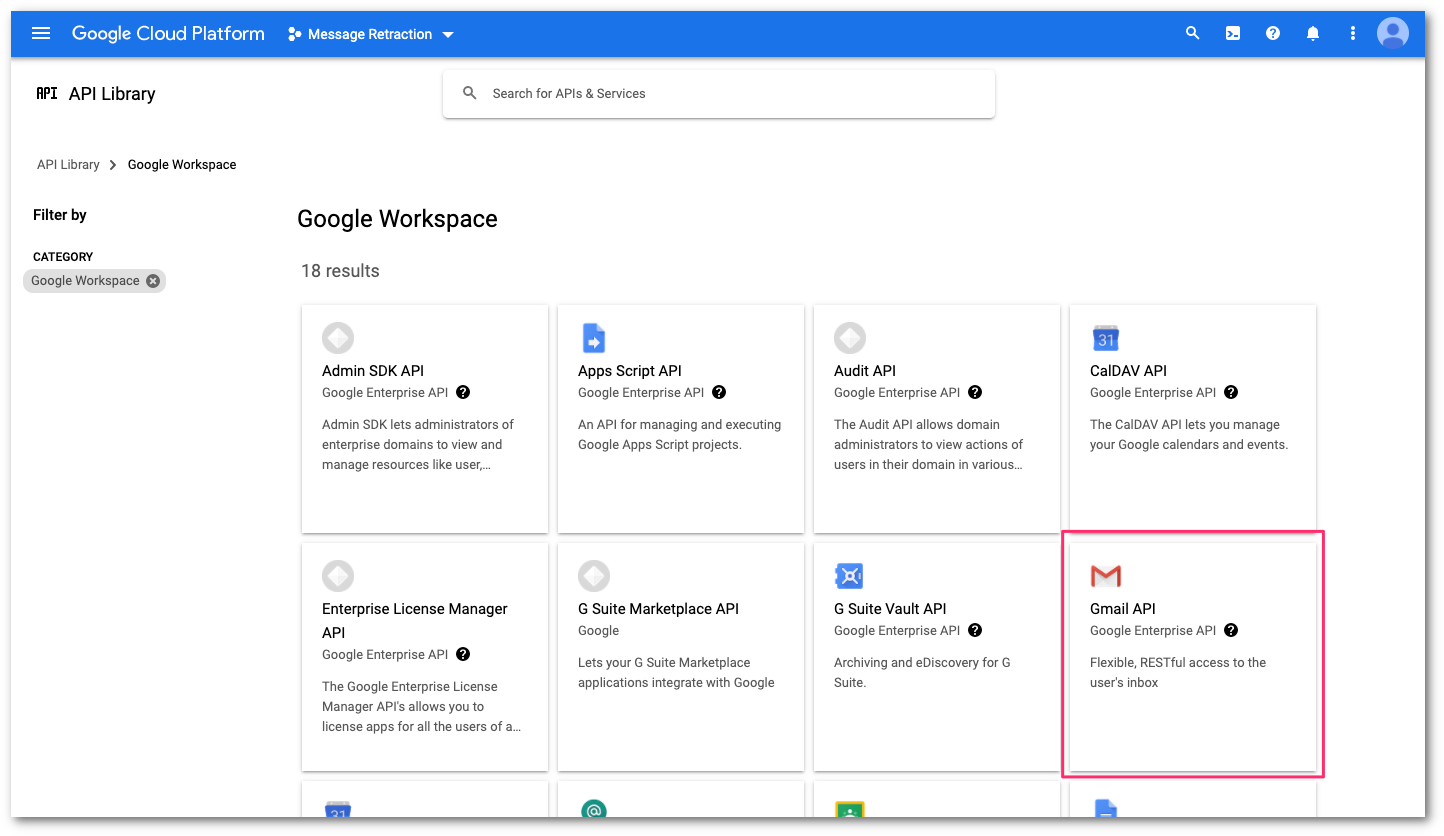 Google Cloud Platform
Message Retraction
API API Library
Search for APIs & Services
API Library Google Workspace
Filter by
Google Workspace
CATEGORY
Google Workspace
18 results
Admin SDK API
Google Enterprise API
Admin SDK lets administrators of
enterprise domains to view and
manage resources like user,...
Apps Script API
Google Enterprise API
An API for managing and executing
Google Apps Script projects.
Audit API
Google Enterprise API
The Audit API allows domain
administrators to view actions of
users in their domain in various...
31
CalDAV API
Google Enterprise API
The CalDAV API lets you manage
your Google calendars and events.
Enterprise License Manager
API
Google Enterprise API
The Google Enterprise License
Manager API's allows you to
license apps for all the users of a...
G Suite Marketplace API
Google
Lets your G Suite Marketplace
applications integrate with Google
G Suite Vault API
Google Enterprise API
Archiving and eDiscovery for G
Suite.
Gmail API
Google Enterprise API
Flexible, RESTful access to the
user's inbox
31
@